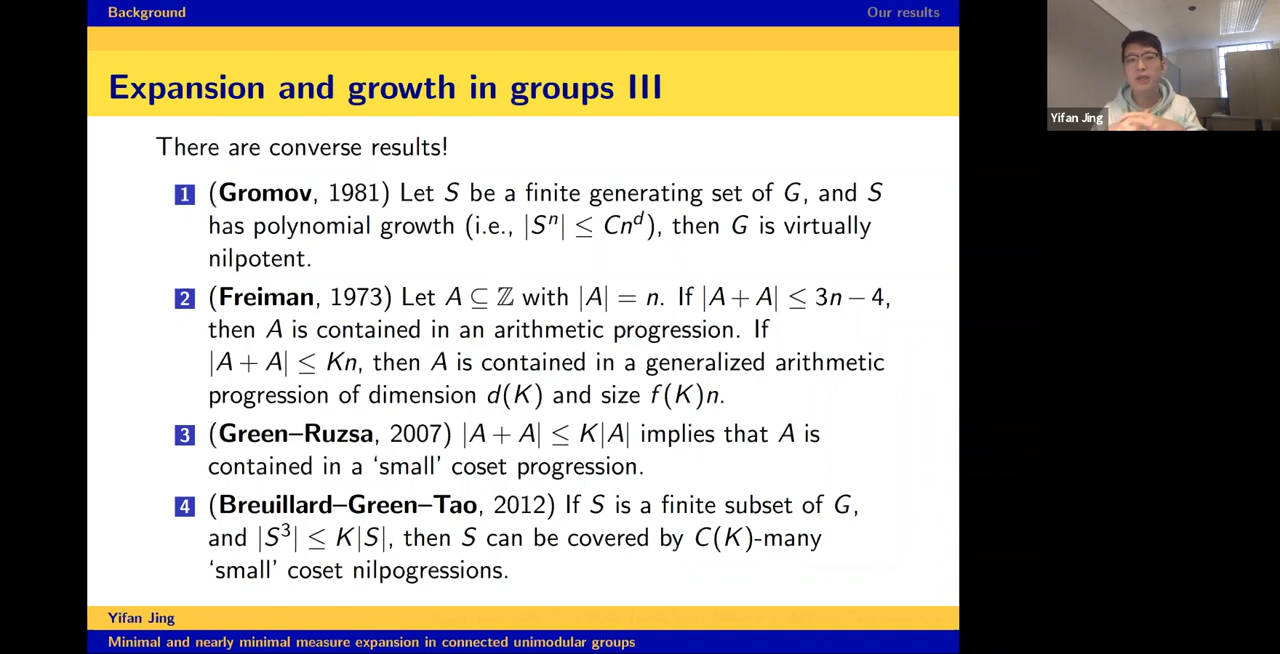 Background
Our results
Expansion and growth in groups III
There are converse results!
1 (Gromov, 1981) Let S be a finite generating set of G, and S
has polynomial growth (i.e., |Sⁿ| ≤ Cnᵈ), then G is virtually
nilpotent.
2 (Freiman, 1973) Let A ⊆ ℤ with |A| = n. If |A + A| ≤ 3n − 4,
then A is contained in an arithmetic progression. If
|A + A| ≤ Kn, then A is contained in a generalized arithmetic
progression of dimension d(K) and size f(K)n.
3 (Green–Ruzsa, 2007) |A + A| ≤ K|A| implies that A is
contained in a ‘small’ coset progression.
4 (Breuillard–Green–Tao, 2012) If S is a finite subset of G,
and |S³| ≤ K|S|, then S can be covered by C(K)-many
‘small’ coset nilpogressions.
Yifan Jing
Minimal and nearly minimal measure expansion in connected unimodular groups
Yifan Jing